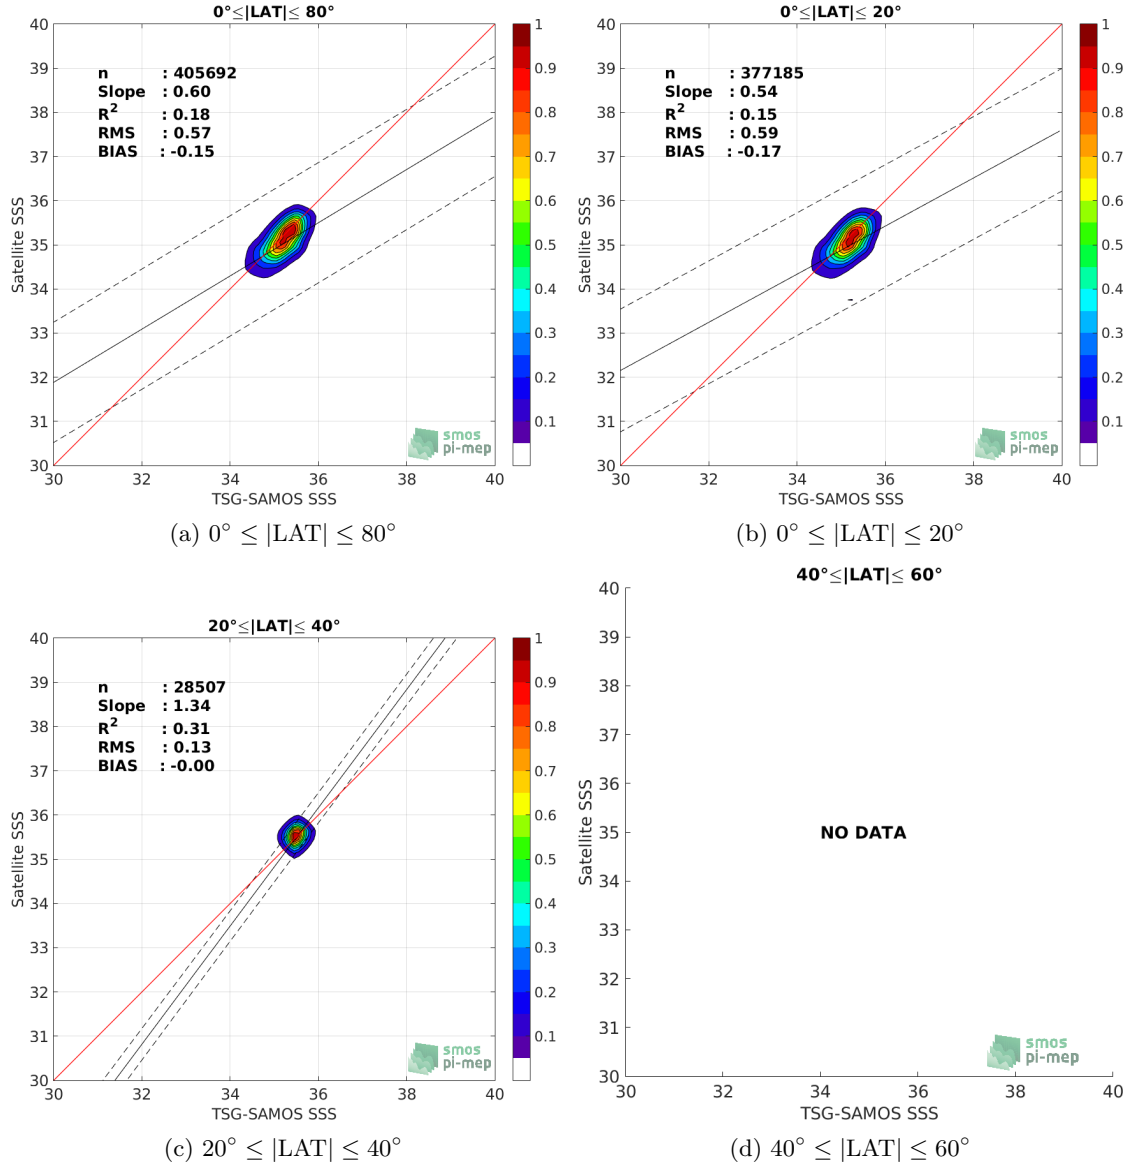 0°≤|LAT|≤ 80°
40
39
38
37
36
35
34
33
32
31
30
Satellite SSS
n : 405692
Slope : 0.60
R² : 0.18
RMS : 0.57
BIAS : -0.15
smos
pi-mep
30 32 34 36 38 40
TSG-SAMOS SSS
1
0.9
0.8
0.7
0.6
0.5
0.4
0.3
0.2
0.1
(a) 0° ≤ |LAT| ≤ 80°
0°≤|LAT|≤ 20°
40
39
38
37
36
35
34
33
32
31
30
Satellite SSS
n : 377185
Slope : 0.54
R² : 0.15
RMS : 0.59
BIAS : -0.17
smos
pi-mep
30 32 34 36 38 40
TSG-SAMOS SSS
1
0.9
0.8
0.7
0.6
0.5
0.4
0.3
0.2
0.1
(b) 0° ≤ |LAT| ≤ 20°
20°≤|LAT|≤ 40°
40
39
38
37
36
35
34
33
32
31
30
Satellite SSS
n : 28507
Slope : 1.34
R² : 0.31
RMS : 0.13
BIAS : -0.00
smos
pi-mep
30 32 34 36 38 40
TSG-SAMOS SSS
1
0.9
0.8
0.7
0.6
0.5
0.4
0.3
0.2
0.1
(c) 20° ≤ |LAT| ≤ 40°
40°≤|LAT|≤ 60°
40
39
38
37
36
35
34
33
32
31
30
Satellite SSS
NO DATA
smos
pi-mep
30 32 34 36 38 40
TSG-SAMOS SSS
(d) 40° ≤ |LAT| ≤ 60°